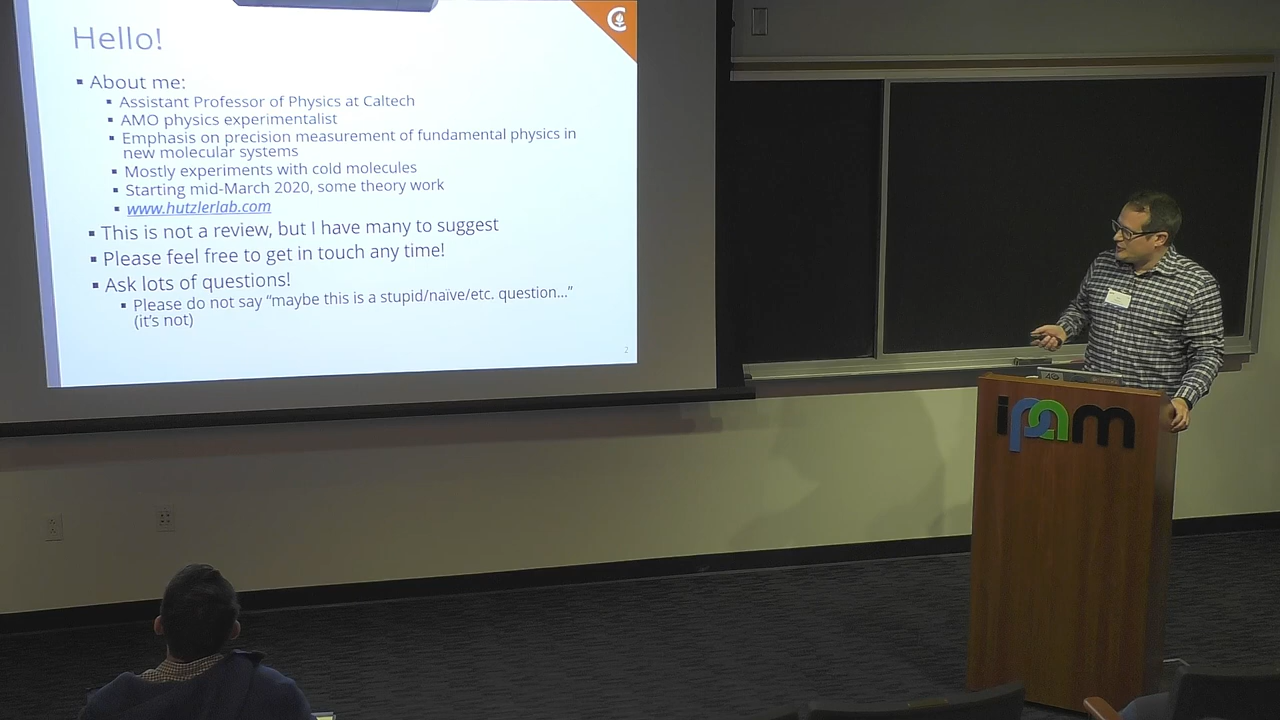 Hello!
▪ About me:
▪ Assistant Professor of Physics at Caltech
▪ AMO physics experimentalist
▪ Emphasis on precision measurement of fundamental physics in
new molecular systems
▪ Mostly experiments with cold molecules
▪ Starting mid-March 2020, some theory work
▪ www.hutzlerlab.com
▪ This is not a review, but I have many to suggest
▪ Please feel free to get in touch any time!
▪ Ask lots of questions!
▪ Please do not say “maybe this is a stupid/naïve/etc. question...”
(it’s not)
2
ipam